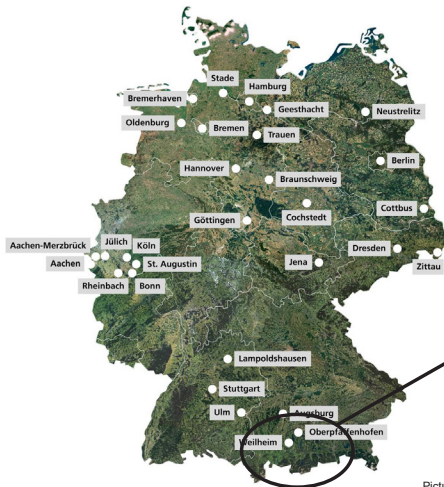 Stade
Hamburg
Bremerhaven
Geesthacht
Neustrelitz
Oldenburg
Bremen
Trauen
Berlin
Hannover
Braunschweig
Cottbus
Cochstedt
Göttingen
Aachen-Merzbrück
Jülich
Köln
Dresden
Zittau
Aachen
St. Augustin
Jena
Rheinbach
Bonn
Lampoldshausen
Stuttgart
Ulm
Augsburg
Oberpfaffenhofen
Weilheim